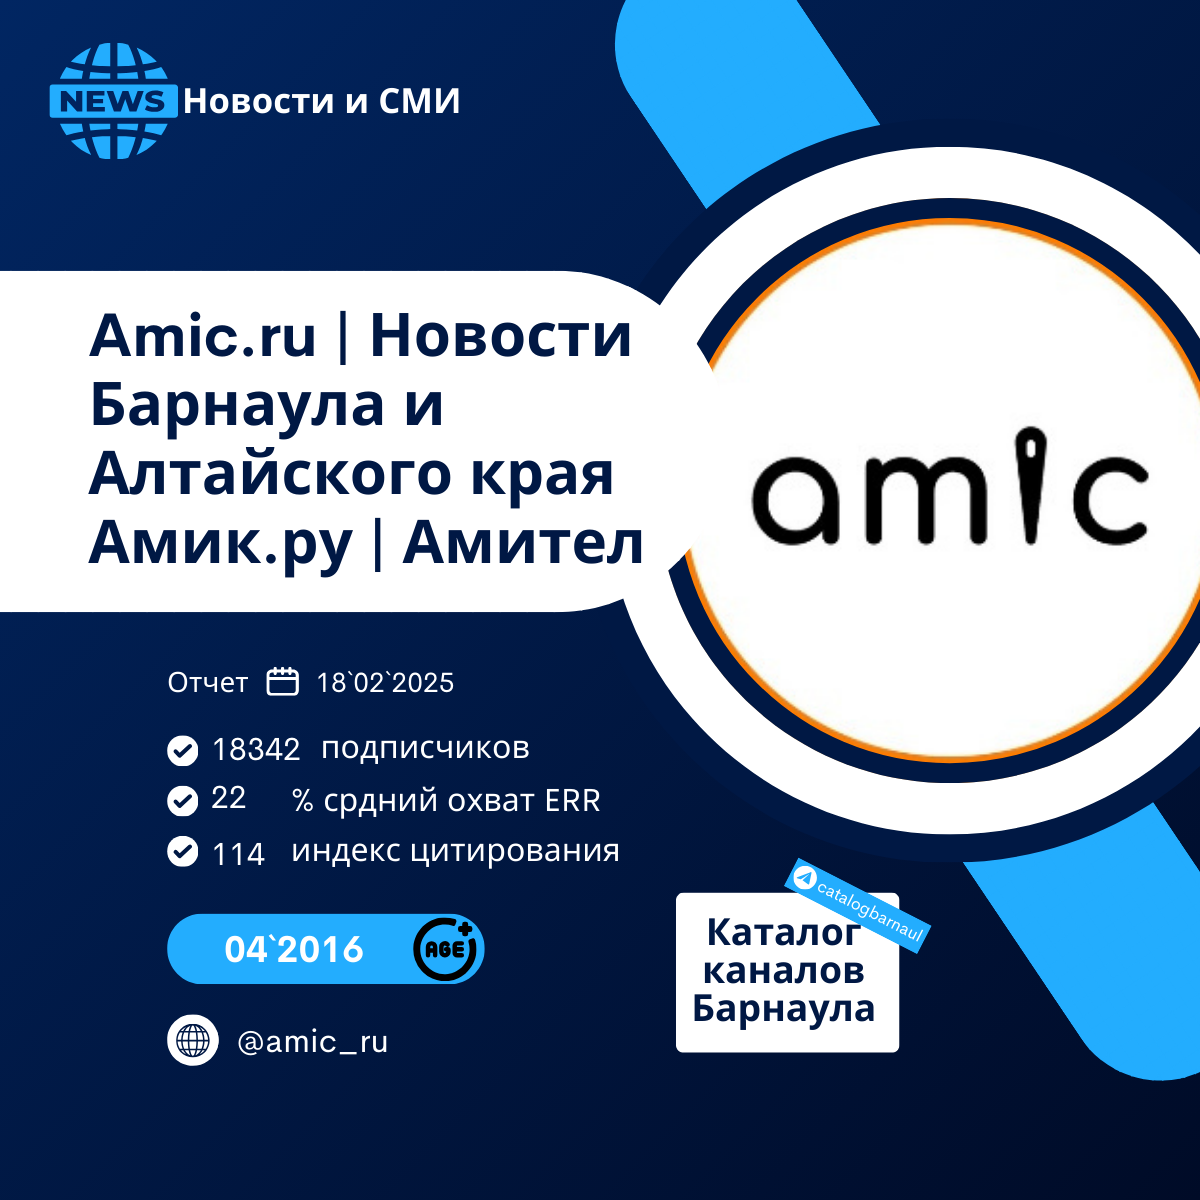 NEWS Новости и СМИ
Amic.ru | Новости
Барнаула и
Алтайского края
Амик.ру | Амител
amic
Отчет 18`02`2025
18342 подписчиков
22 % срдний охват ERR
114 индекс цитирования
04`2016 AGE+
@amic_ru
catalogbarnaul
Каталог
каналов
Барнаула